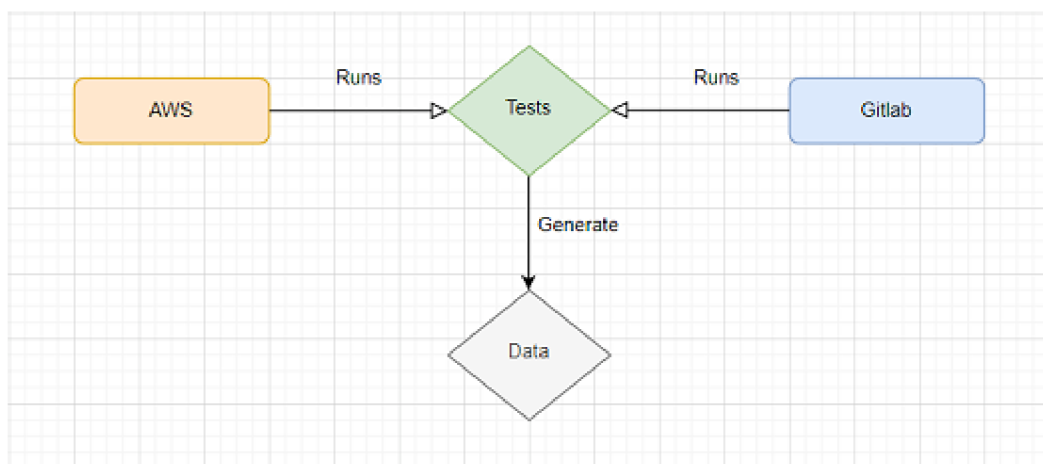 Runs
Runs
AWS
Tests
Gitlab
Generate
Data